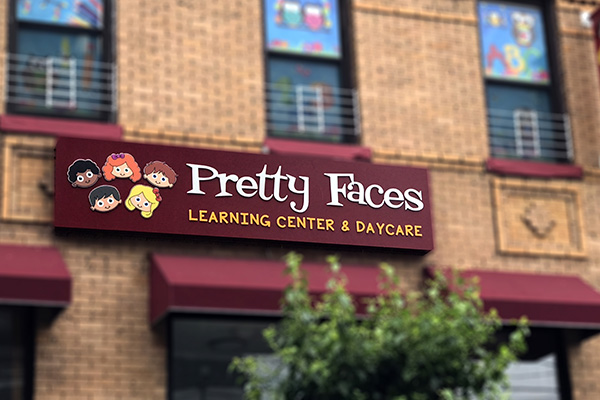 Pretty Faces
LEARNING CENTER & DAYCARE